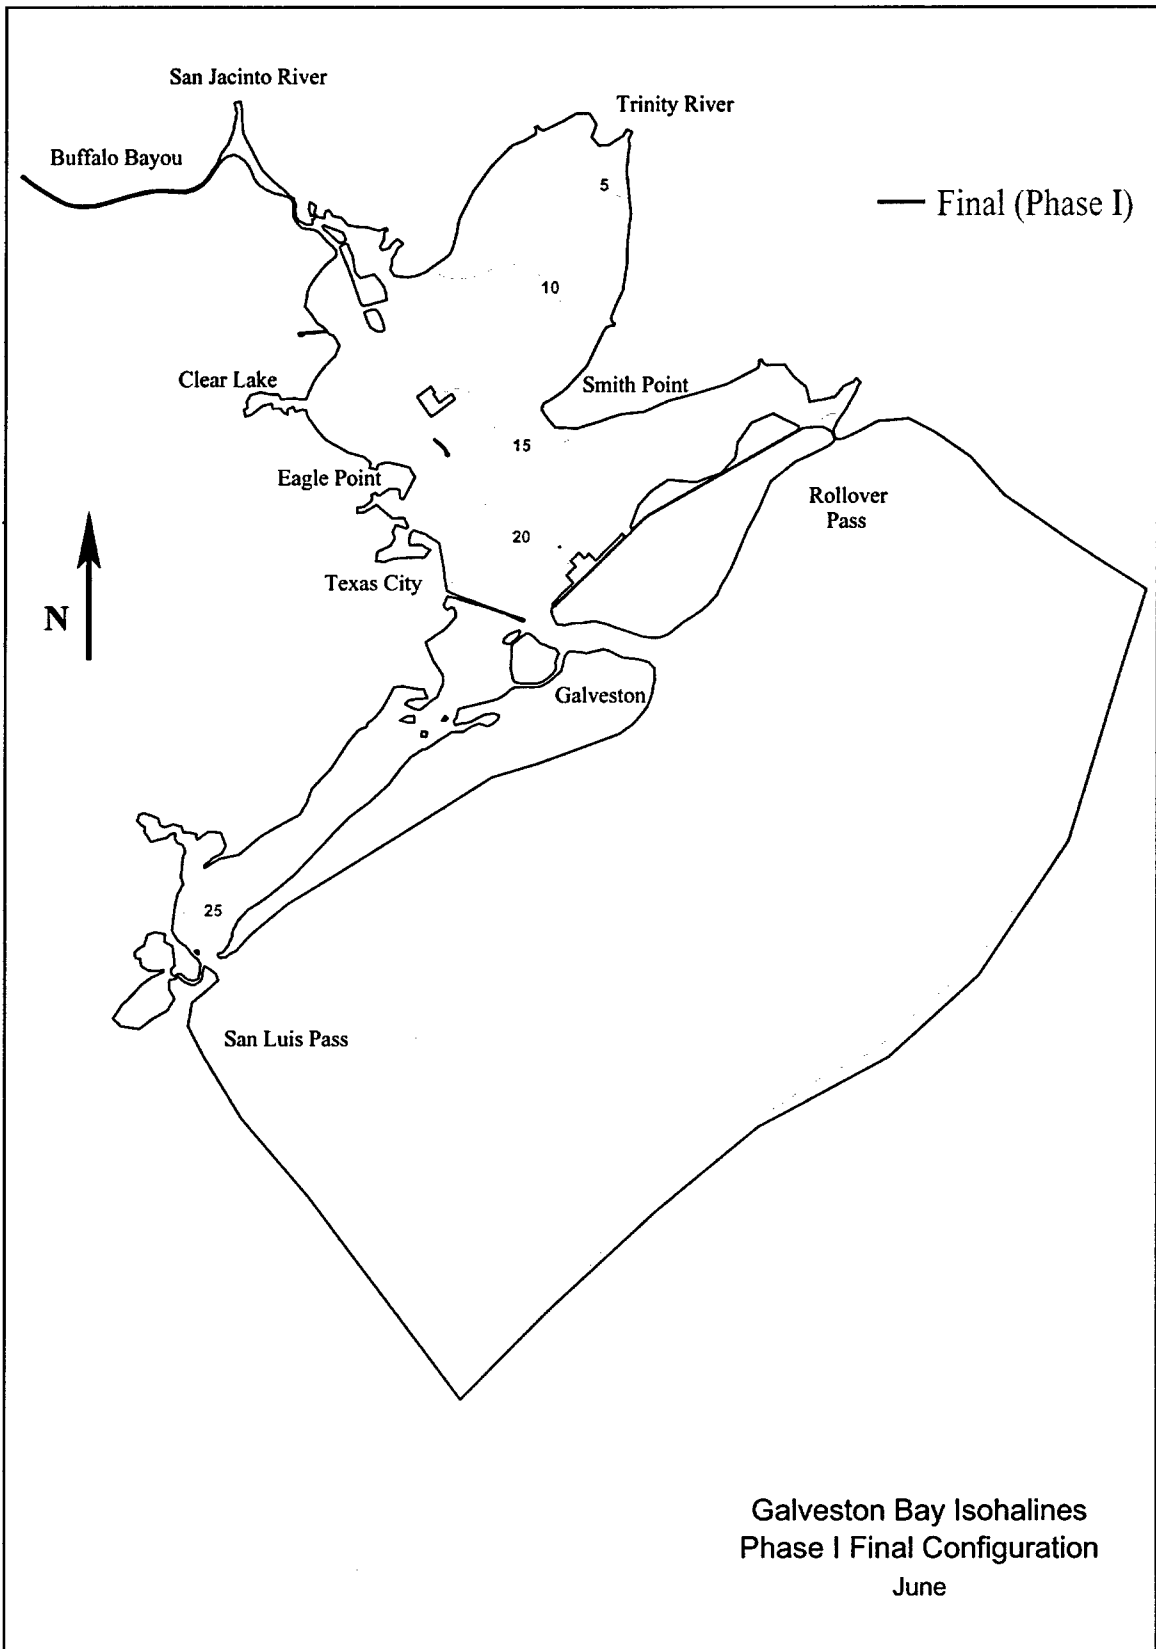 San Jacinto River
Trinity River
Buffalo Bayou
5
Final (Phase I)
10
Clear Lake
Smith Point
15
Eagle Point
Rollover
Pass
20
Texas City
N
Galveston
25
San Luis Pass
Galveston Bay Isohalines
Phase I Final Configuration
June